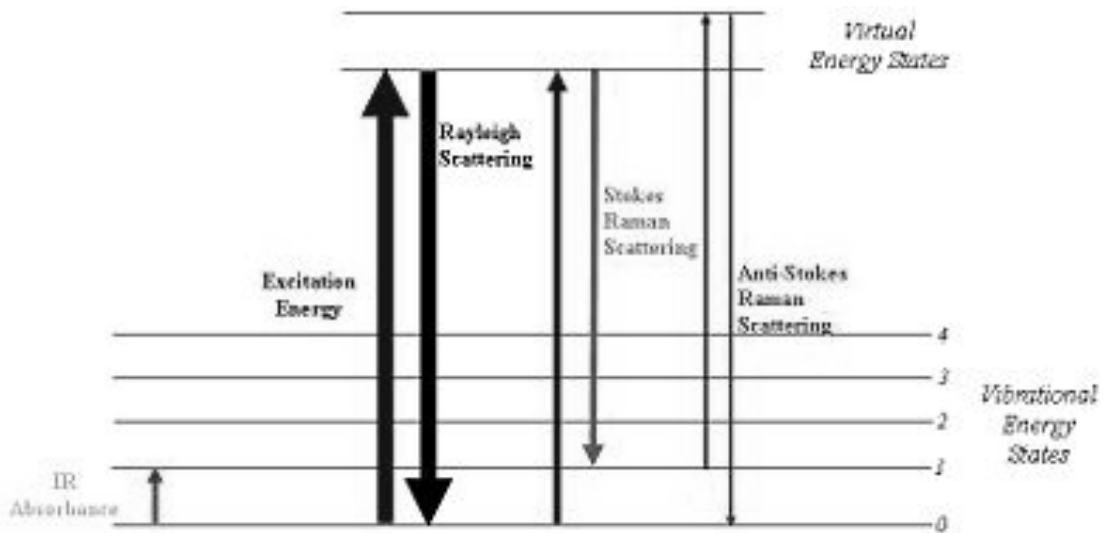 Virtual
Energy States
Rayleigh
Scattering
Stokes
Raman
Scattering
Excitation
Energy
Anti-Stokes
Raman
Scattering
4
3
2
1
0
Vibrational
Energy
States
IR
Absorbance